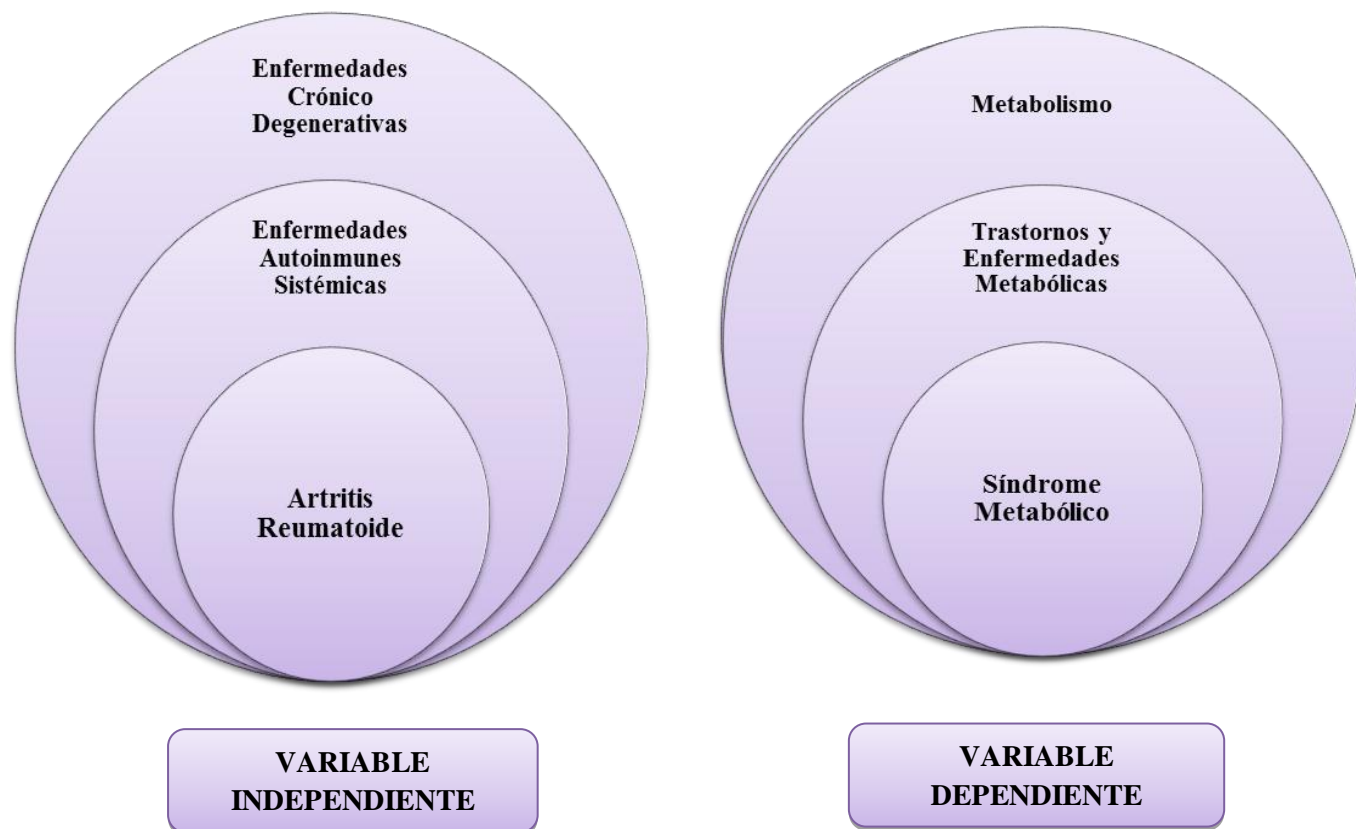 Enfermedades
Crónico
Degenerativas
Enfermedades
Autoinmunes
Sistémicas
Artritis
Reumatoide
VARIABLE
INDEPENDIENTE
Metabolismo
Trastornos y
Enfermedades
Metabólicas
Síndrome
Metabólico
VARIABLE
DEPENDIENTE